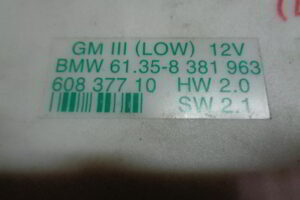 GM III (LOW) 12V
BMW 61.35-8 381 963
608 377 10 HW 2.0
SW 2.1